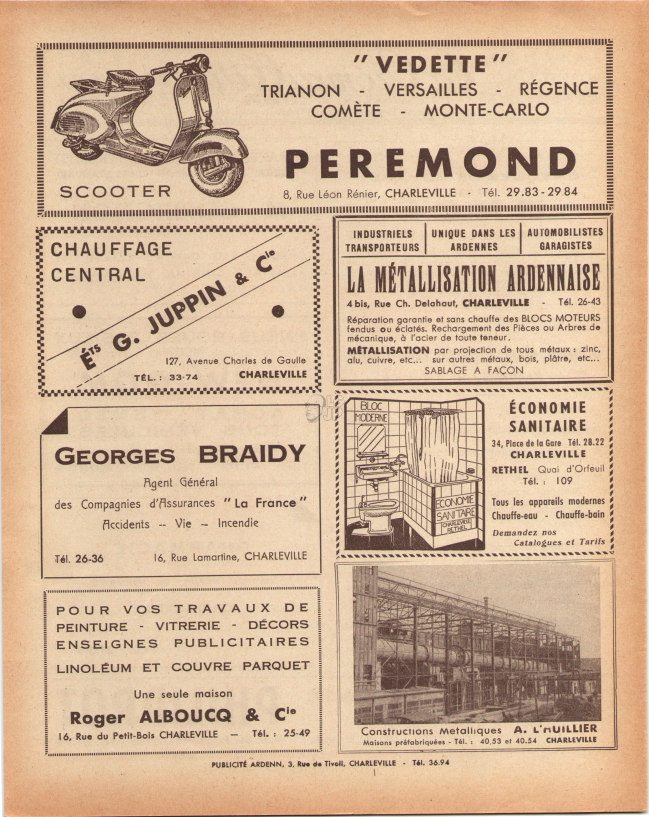 " VEDETTE "
TRIANON - VERSAILLES - RÉGENCE
COMÈTE - MONTE-CARLO
PEREMOND
SCOOTER
8, Rue Léon Rénier, CHARLEVILLE - Tél. 29.83 - 29.84
CHAUFFAGE
CENTRAL
Éts G. JUPPIN & Cie
127, Avenue Charles de Gaulle
TÉL. : 33-74 CHARLEVILLE
INDUSTRIELS
TRANSPORTEURS
UNIQUE DANS LES
ARDENNES
AUTOMOBILISTES
GARAGISTES
LA MÉTALLISATION ARDENNAISE
4 bis, Rue Ch. Delahaut, CHARLEVILLE - Tél. 26-43
Réparation garantie et sans chauffe des BLOCS MOTEURS
fendus ou éclatés. Rechargement des Pièces ou Arbres de
mécanique, à l'acier de toute teneur.
MÉTALLISATION par projection de tous métaux : zinc,
alu, cuivre, etc... sur autres métaux, bois, plâtre, etc...
SABLAGE A FAÇON
GEORGES BRAIDY
Agent Général
des Compagnies d'Assurances "La France"
Accidents -- Vie -- Incendie
Tél. 26-36 16, Rue Lamartine, CHARLEVILLE
BLOC
MODERNE
ECONOMIE
SANITAIRE
CHARLEVILLE
RETHEL
ÉCONOMIE
SANITAIRE
34, Place de la Gare Tél. 28.22
CHARLEVILLE
RETHEL Quai d'Orfeuil
Tél. : 109
Tous les appareils modernes
Chauffe-eau - Chauffe-bain
Demandez nos
Catalogues et Tarifs
POUR VOS TRAVAUX DE
PEINTURE - VITRERIE - DÉCORS
ENSEIGNES PUBLICITAIRES
LINOLÉUM ET COUVRE PARQUET
Une seule maison
Roger ALBOUCQ & Cie
16, Rue du Petit-Bois CHARLEVILLE — Tél. : 25-49
Constructions Metalliques A. L'HUILLIER
Maisons préfabriquées - Tél. : 40,53 et 40.54 CHARLEVILLE
PUBLICITÉ ARDENN, 3, Rue de Tivoli, CHARLEVILLE - Tél. 36.94